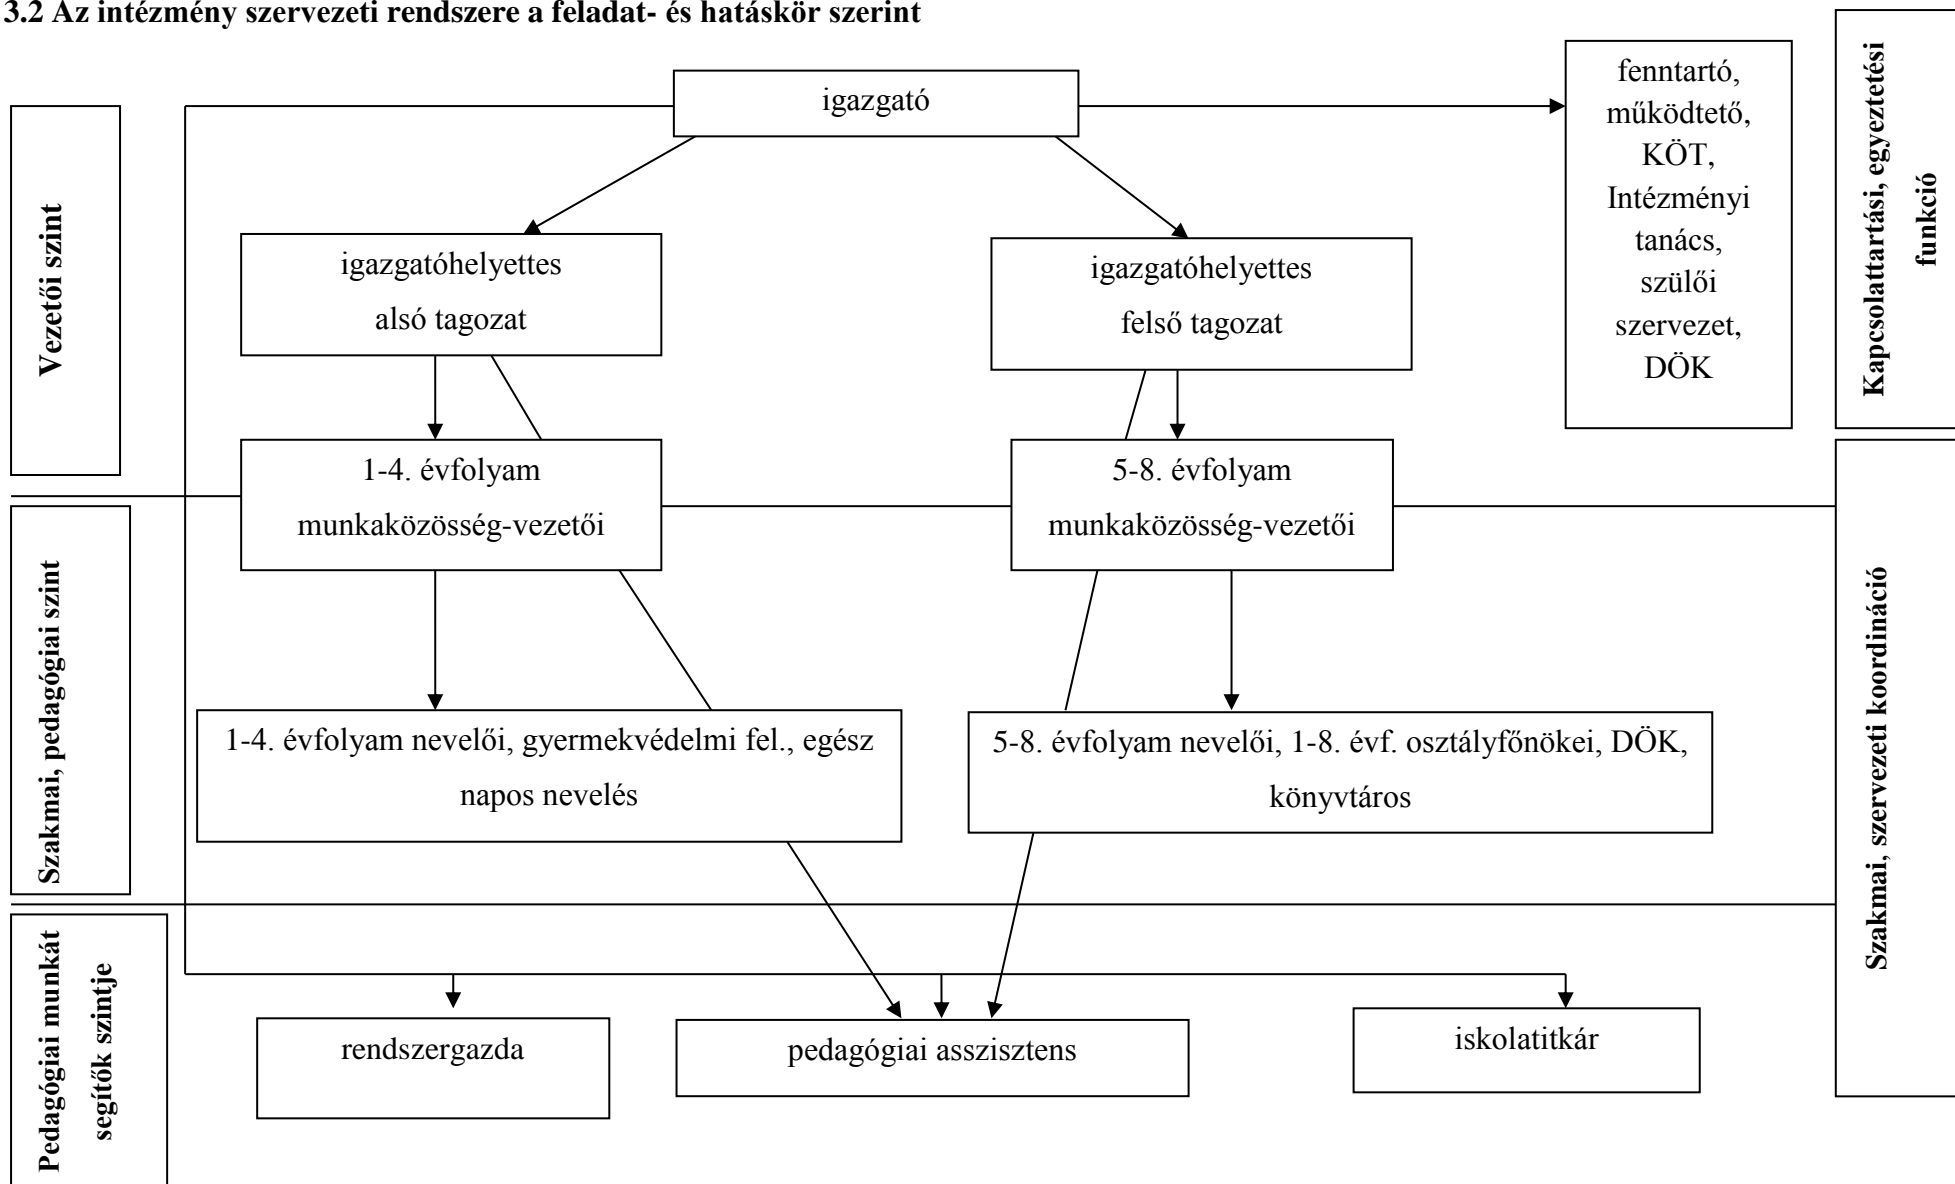 3.2 Az intézmény szervezeti rendszere a feladat- és hatáskör szerint
igazgató
fenntartó,
működtető,
KÖT,
Intézményi
tanács,
szülői
szervezet,
DÖK
Kapcsolattartási, egyeztetési
funkció
Vezetői szint
igazgatóhelyettes
alsó tagozat
igazgatóhelyettes
felső tagozat
1-4. évfolyam
munkaközösség-vezetői
5-8. évfolyam
munkaközösség-vezetői
Szakmai, pedagógiai szint
Szakmai, szervezeti koordináció
1-4. évfolyam nevelői, gyermekvédelmi fel., egész
napos nevelés
5-8. évfolyam nevelői, 1-8. évf. osztályfőnökei, DÖK,
könyvtáros
Pedagógiai munkát
segítők szintje
rendszergazda
pedagógiai asszisztens
iskolatitkár